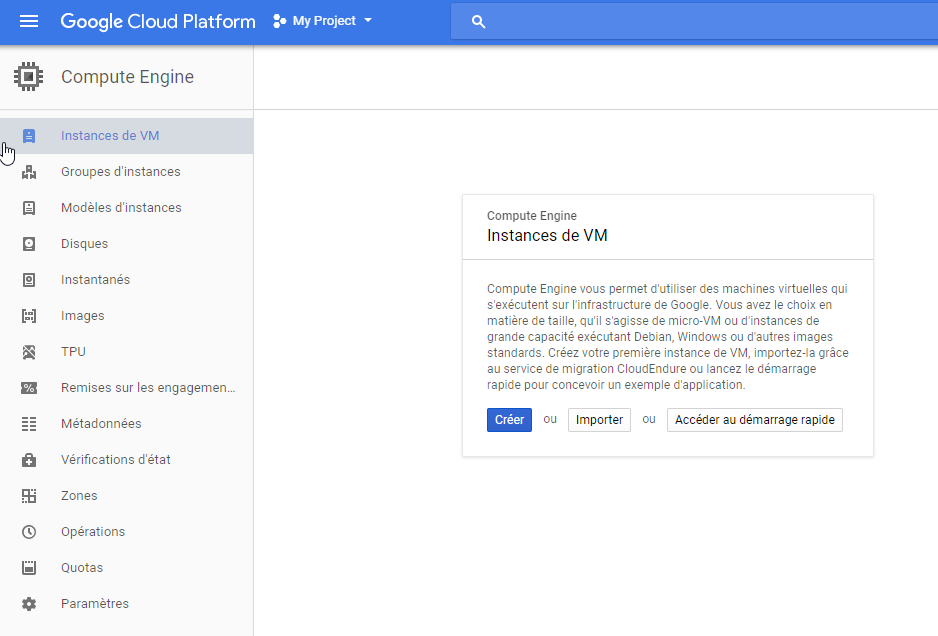 Google Cloud Platform My Project
Compute Engine
Instances de VM
Groupes d'instances
Modèles d'instances
Disques
Instantanés
Images
TPU
Remises sur les engagemen...
Métadonnées
Vérifications d'état
Zones
Opérations
Quotas
Paramètres
Compute Engine
Instances de VM
Compute Engine vous permet d'utiliser des machines virtuelles qui
s'exécutent sur l'infrastructure de Google. Vous avez le choix en
matière de taille, qu'il s'agisse de micro-VM ou d'instances de
grande capacité exécutant Debian, Windows ou d'autres images
standards. Créez votre première instance de VM, importez-la grâce
au service de migration CloudEndure ou lancez le démarrage
rapide pour concevoir un exemple d'application.
Créer ou Importer ou Accéder au démarrage rapide